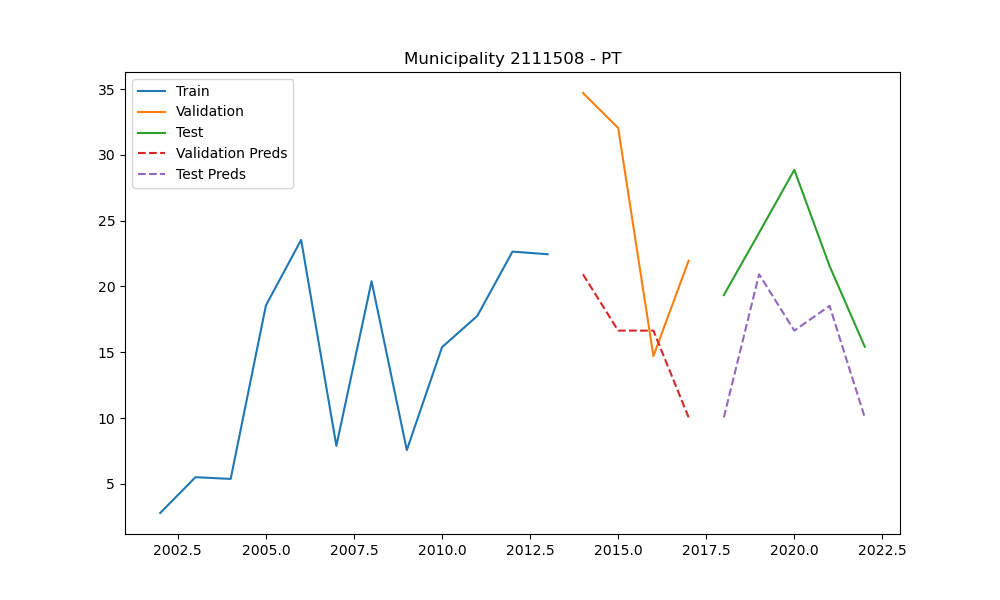 Municipality 2111508 - PT
Train
Validation
Test
Validation Preds
Test Preds
35
30
25
20
15
10
5
2002.5 2005.0 2007.5 2010.0 2012.5 2015.0 2017.5 2020.0 2022.5